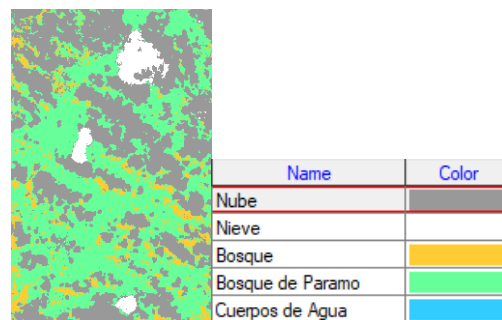 Name Color
Nube
Nieve
Bosque
Bosque de Paramo
Cuerpos de Agua